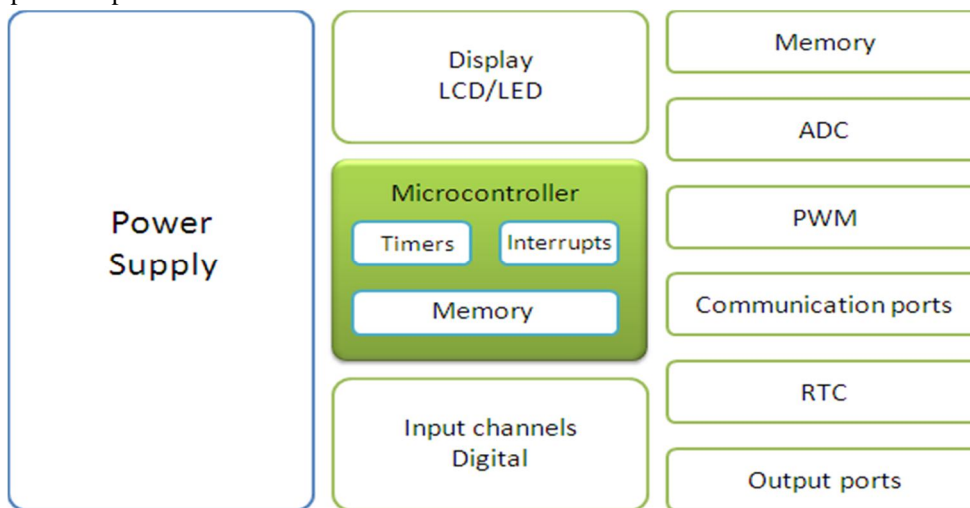 Power
Supply
Display
LCD/LED
Microcontroller
Timers
Interrupts
Memory
Input channels
Digital
Memory
ADC
PWM
Communication ports
RTC
Output ports